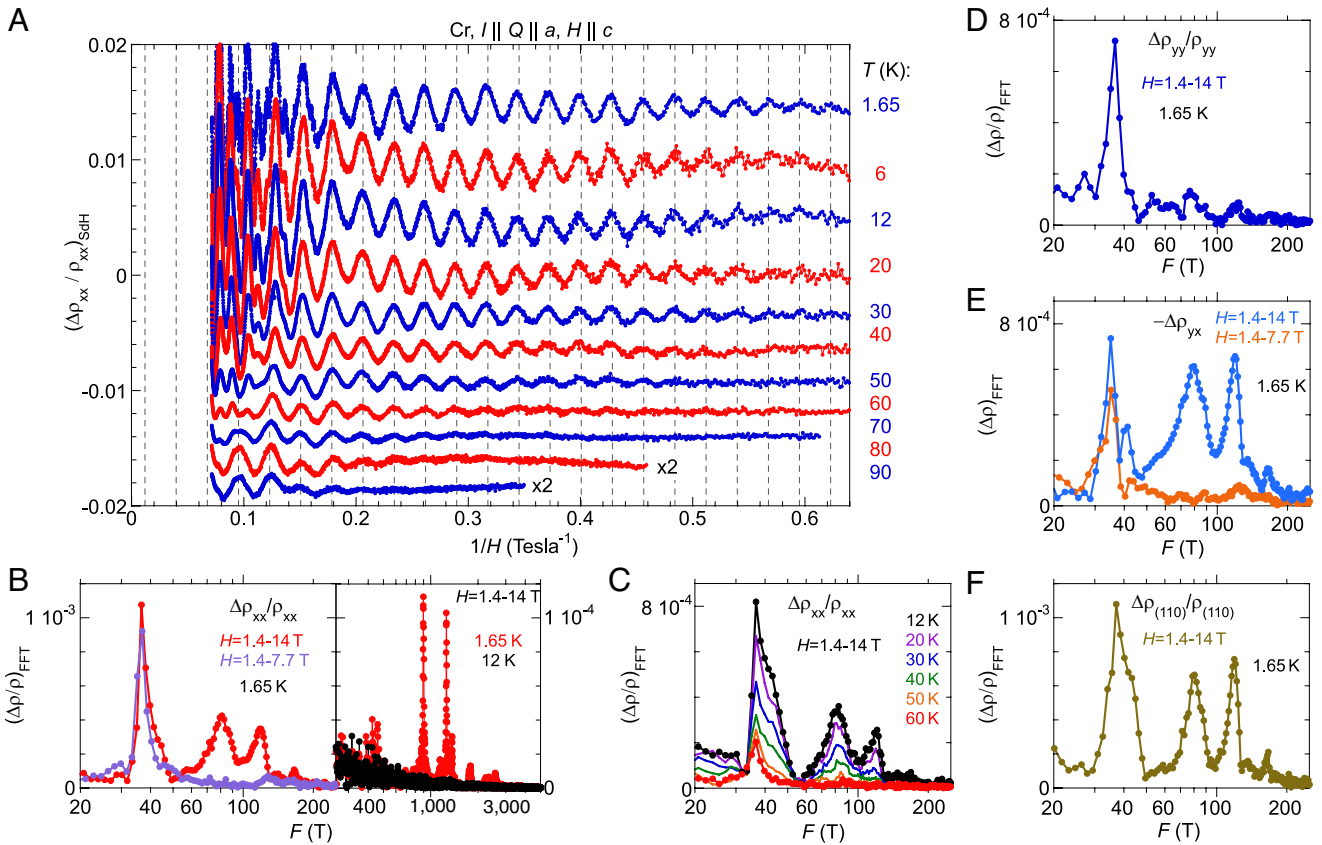 A
Cr, I || Q || a, H || c
0.02
0.01
0
-0.01
-0.02
(Δρxx / ρxx)SdH
T (K):
1.65
6
12
20
30
40
50
60
70
80
90
x2
x2
0
0.1
0.2
0.3
0.4
0.5
0.6
1/H (Tesla⁻¹)
B
1 10⁻³
0
(Δρ/ρ)FFT
Δρxx/ρxx
H=1.4-14 T
H=1.4-7.7 T
1.65 K
H=1.4-14 T
1.65 K
12 K
1 10⁻⁴
0
20
40
60
100
200
400
1,000
3,000
F (T)
C
8 10⁻⁴
0
(Δρ/ρ)FFT
Δρxx/ρxx
H=1.4-14 T
12 K
20 K
30 K
40 K
50 K
60 K
20
40
60
100
200
F (T)
D
8 10⁻⁴
0
(Δρ/ρ)FFT
Δρyy/ρyy
H=1.4-14 T
1.65 K
20
40
60
100
200
F (T)
E
8 10⁻⁴
0
(Δρ)FFT
−Δρyx
H=1.4-14 T
H=1.4-7.7 T
1.65 K
20
40
60
100
200
F (T)
F
1 10⁻³
0
(Δρ/ρ)FFT
Δρ(110)/ρ(110)
H=1.4-14 T
1.65 K
20
40
60
100
200
F (T)